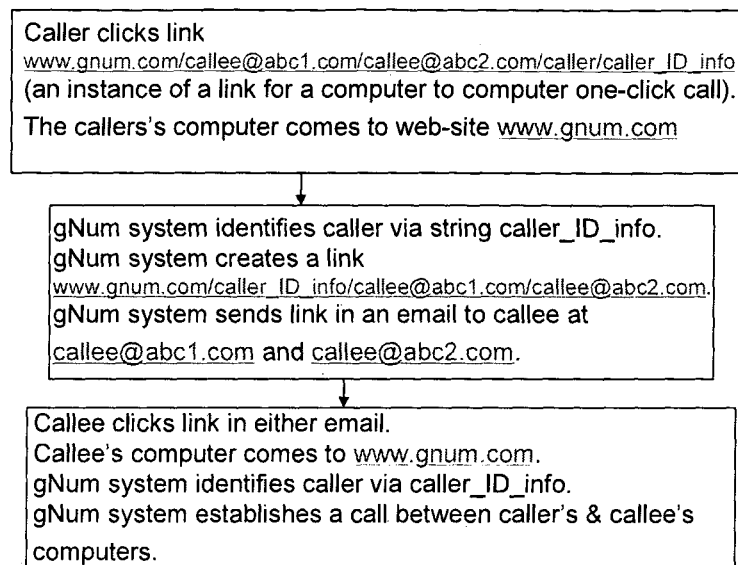 Caller clicks link
www.gnum.com/callee@abc1.com/callee@abc2.com/caller/caller_ID_info
(an instance of a link for a computer to computer one-click call).
The callers's computer comes to web-site www.gnum.com
gNum system identifies caller via string caller_ID_info.
gNum system creates a link
www.gnum.com/caller_ID_info/callee@abc1.com/callee@abc2.com.
gNum system sends link in an email to callee at
callee@abc1.com and callee@abc2.com.
Callee clicks link in either email.
Callee's computer comes to www.gnum.com.
gNum system identifies caller via caller_ID_info.
gNum system establishes a call between caller's & callee's
computers.